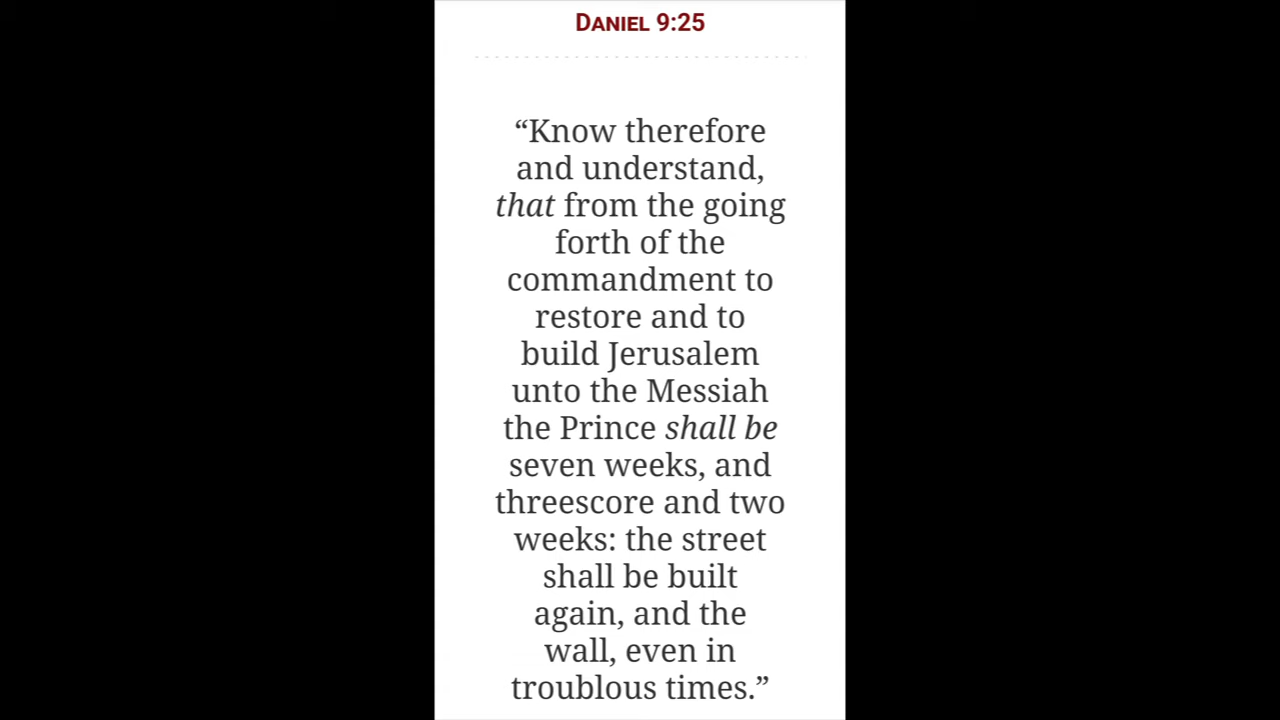 Daniel 9:25
“Know therefore
and understand,
that from the going
forth of the
commandment to
restore and to
build Jerusalem
unto the Messiah
the Prince shall be
seven weeks, and
threescore and two
weeks: the street
shall be built
again, and the
wall, even in
troublous times.”